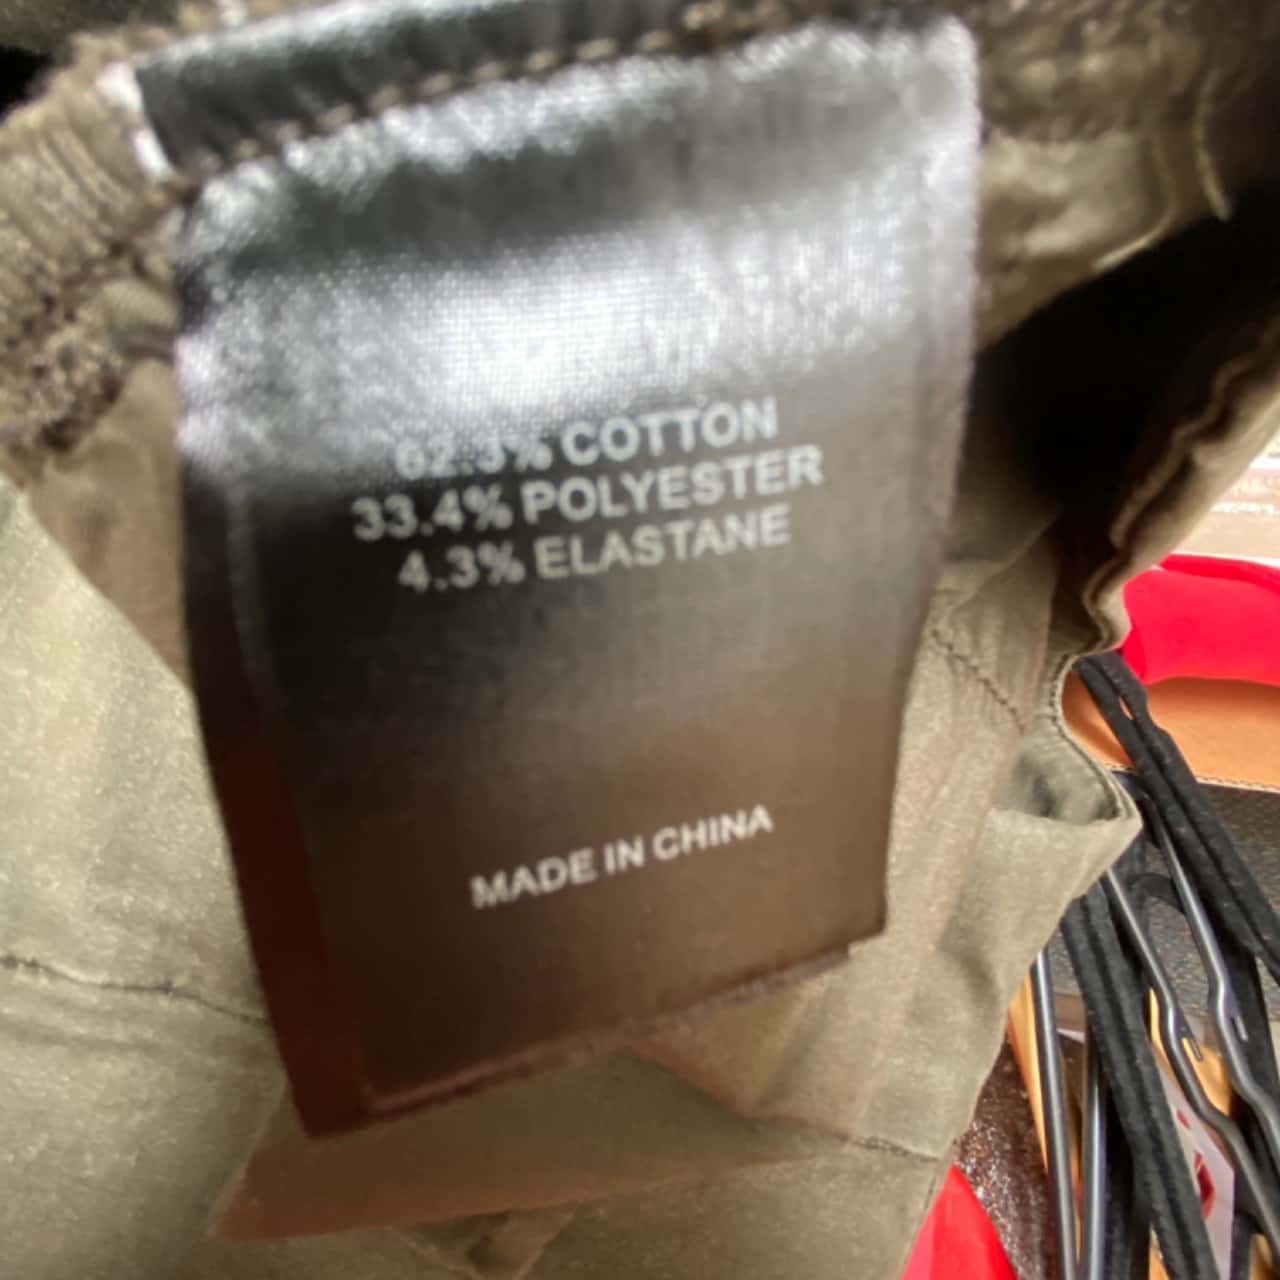 62.3% COTTON
33.4% POLYESTER
4.3% ELASTANE
MADE IN CHINA